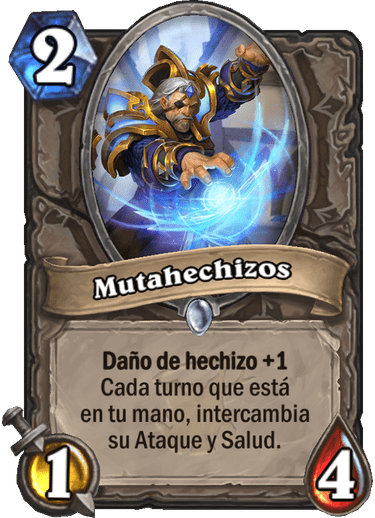 2
Mutahechizos
Daño de hechizo +1
Cada turno que está
en tu mano, intercambia
su Ataque y Salud.
1
4